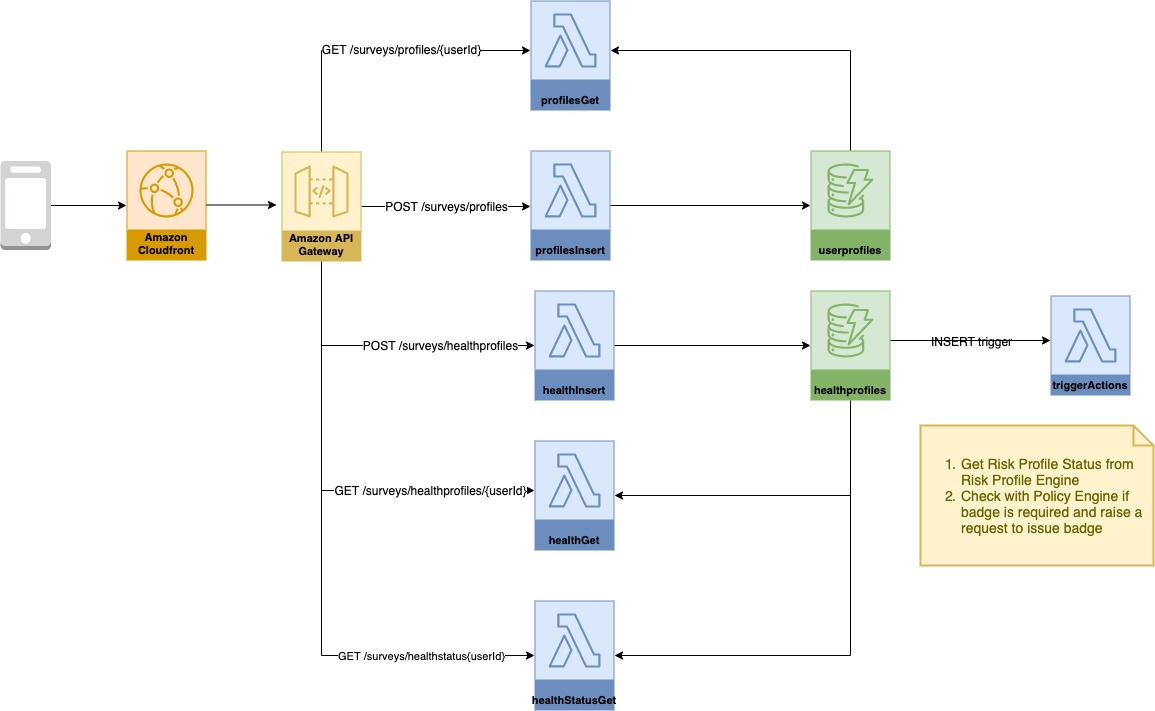 GET /surveys/profiles/{userId}
profilesGet
Amazon
Cloudfront
Amazon API
Gateway
POST /surveys/profiles
profilesInsert
userprofiles
POST /surveys/healthprofiles
healthInsert
healthprofiles
INSERT trigger
triggerActions
GET /surveys/healthprofiles/{userId}
healthGet
1. Get Risk Profile Status from
Risk Profile Engine
2. Check with Policy Engine if
badge is required and raise a
request to issue badge
GET /surveys/healthstatus{userId}
healthStatusGet